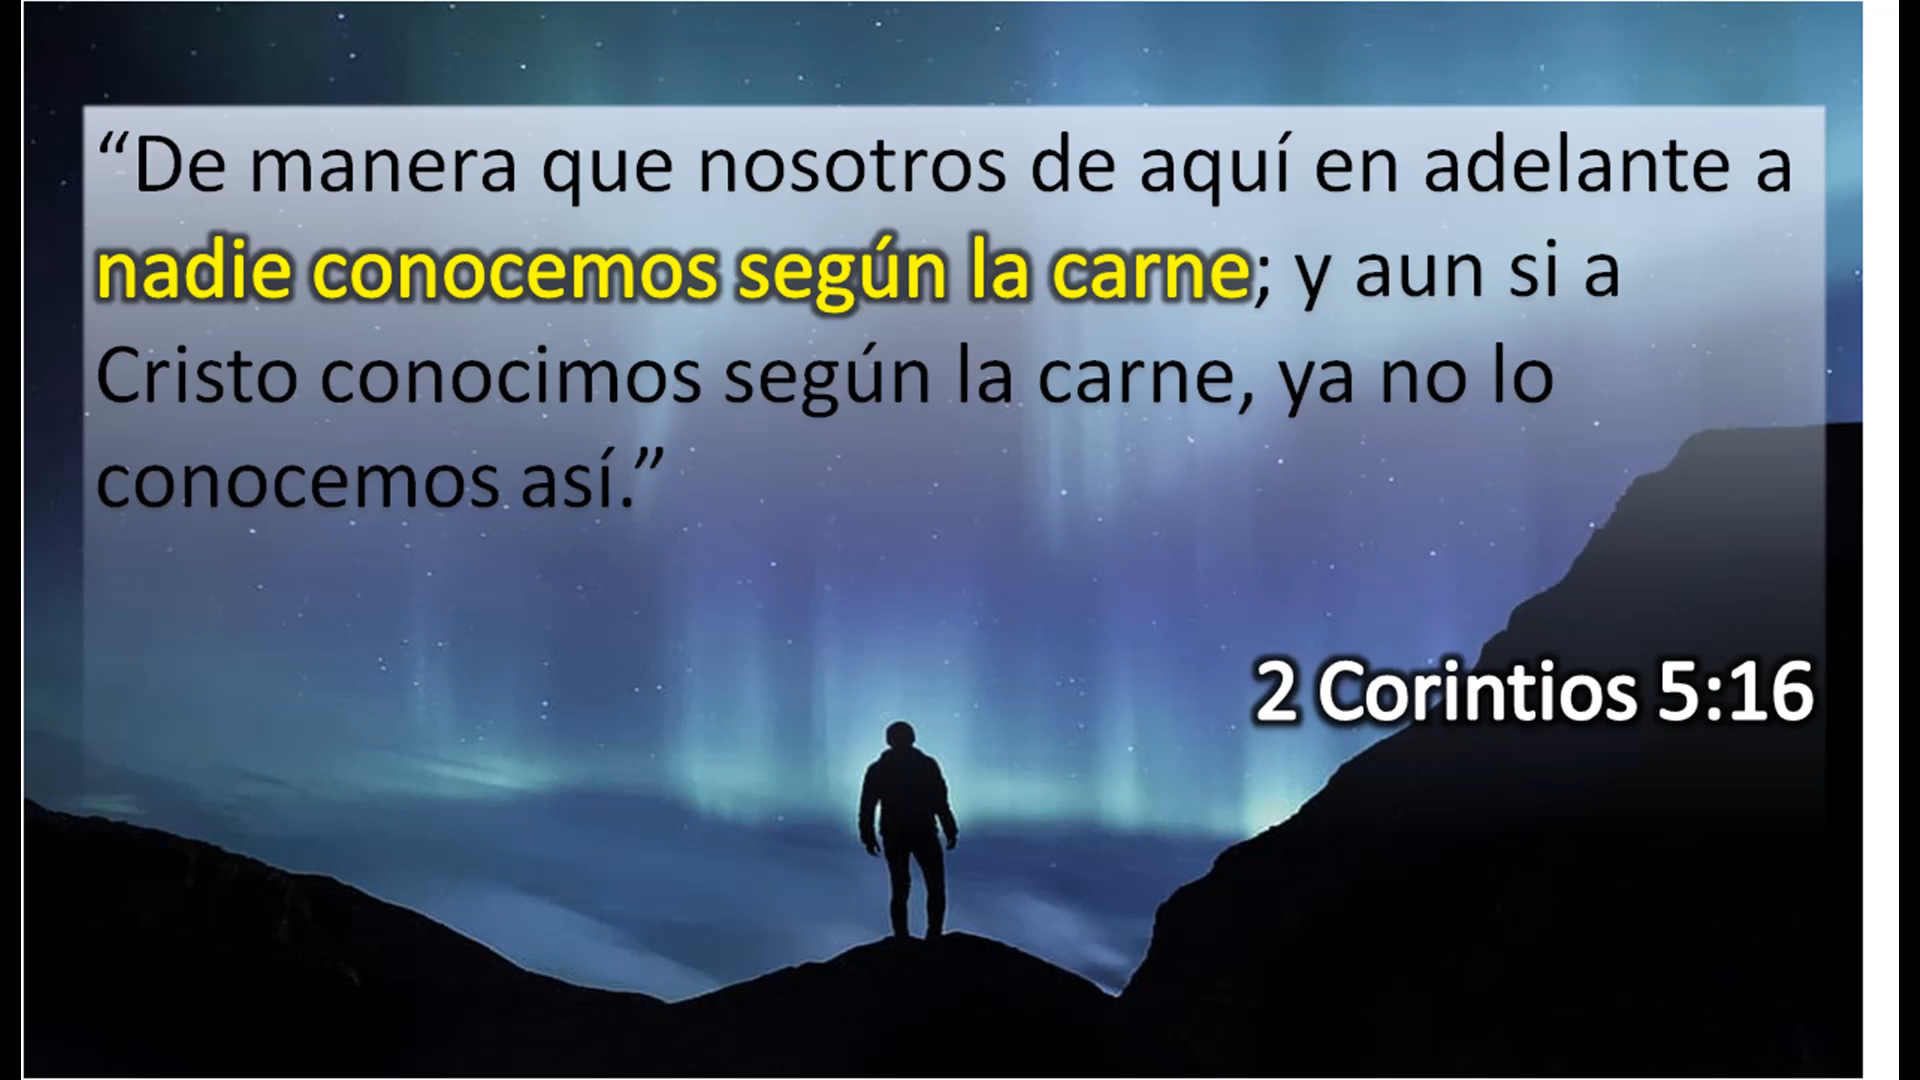 “De manera que nosotros de aquí en adelante a
nadie conocemos según la carne; y aun si a
Cristo conocimos según la carne, ya no lo
conocemos así.”
2 Corintios 5:16